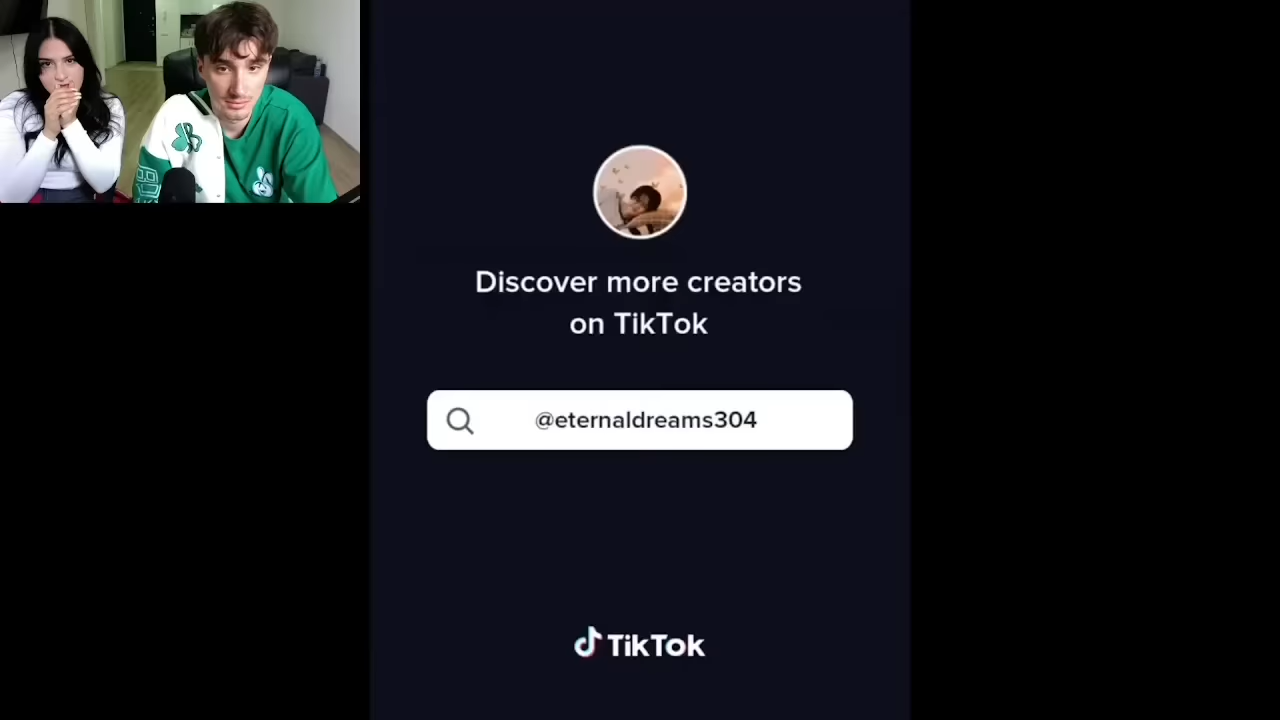 Discover more creators
on TikTok
@eternaldreams304
TikTok